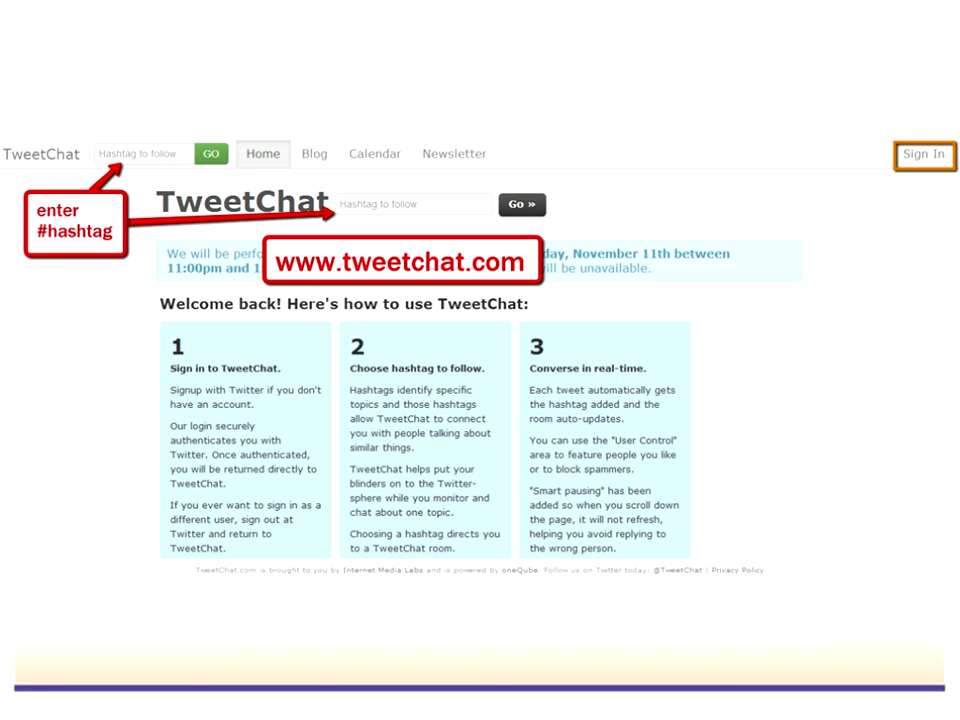 TweetChat
Hashtag to follow
GO
Home
Blog
Calendar
Newsletter
Sign In
enter
#hashtag
TweetChat
Hashtag to follow
Go »
We will be day, November 11th between
11:00pm and will be unavailable.
www.tweetchat.com
Welcome back! Here's how to use TweetChat:
1
Sign in to TweetChat.
Signup with Twitter if you don't
have an account.
Our login securely
authenticates you with
Twitter. Once authenticated,
you will be returned directly to
TweetChat.
If you ever want to sign in as a
different user, sign out at
Twitter and return to
TweetChat.
2
Choose hashtag to follow.
Hashtags identify specific
topics and those hashtags
allow TweetChat to connect
you with people talking about
similar things.
TweetChat helps put your
blinders on to the Twitter-
sphere while you monitor and
chat about one topic.
Choosing a hashtag directs you
to a TweetChat room.
3
Converse in real-time.
Each tweet automatically gets
the hashtag added and the
room auto-updates.
You can use the "User Control"
area to feature people you like
or to block spammers.
"Smart pausing" has been
added so when you scroll down
the page, it will not refresh,
helping you avoid replying to
the wrong person.
TweetChat.com is brought to you by Internet Media Labs and is powered by oneQube. Follow us on Twitter today: @TweetChat | Privacy Policy